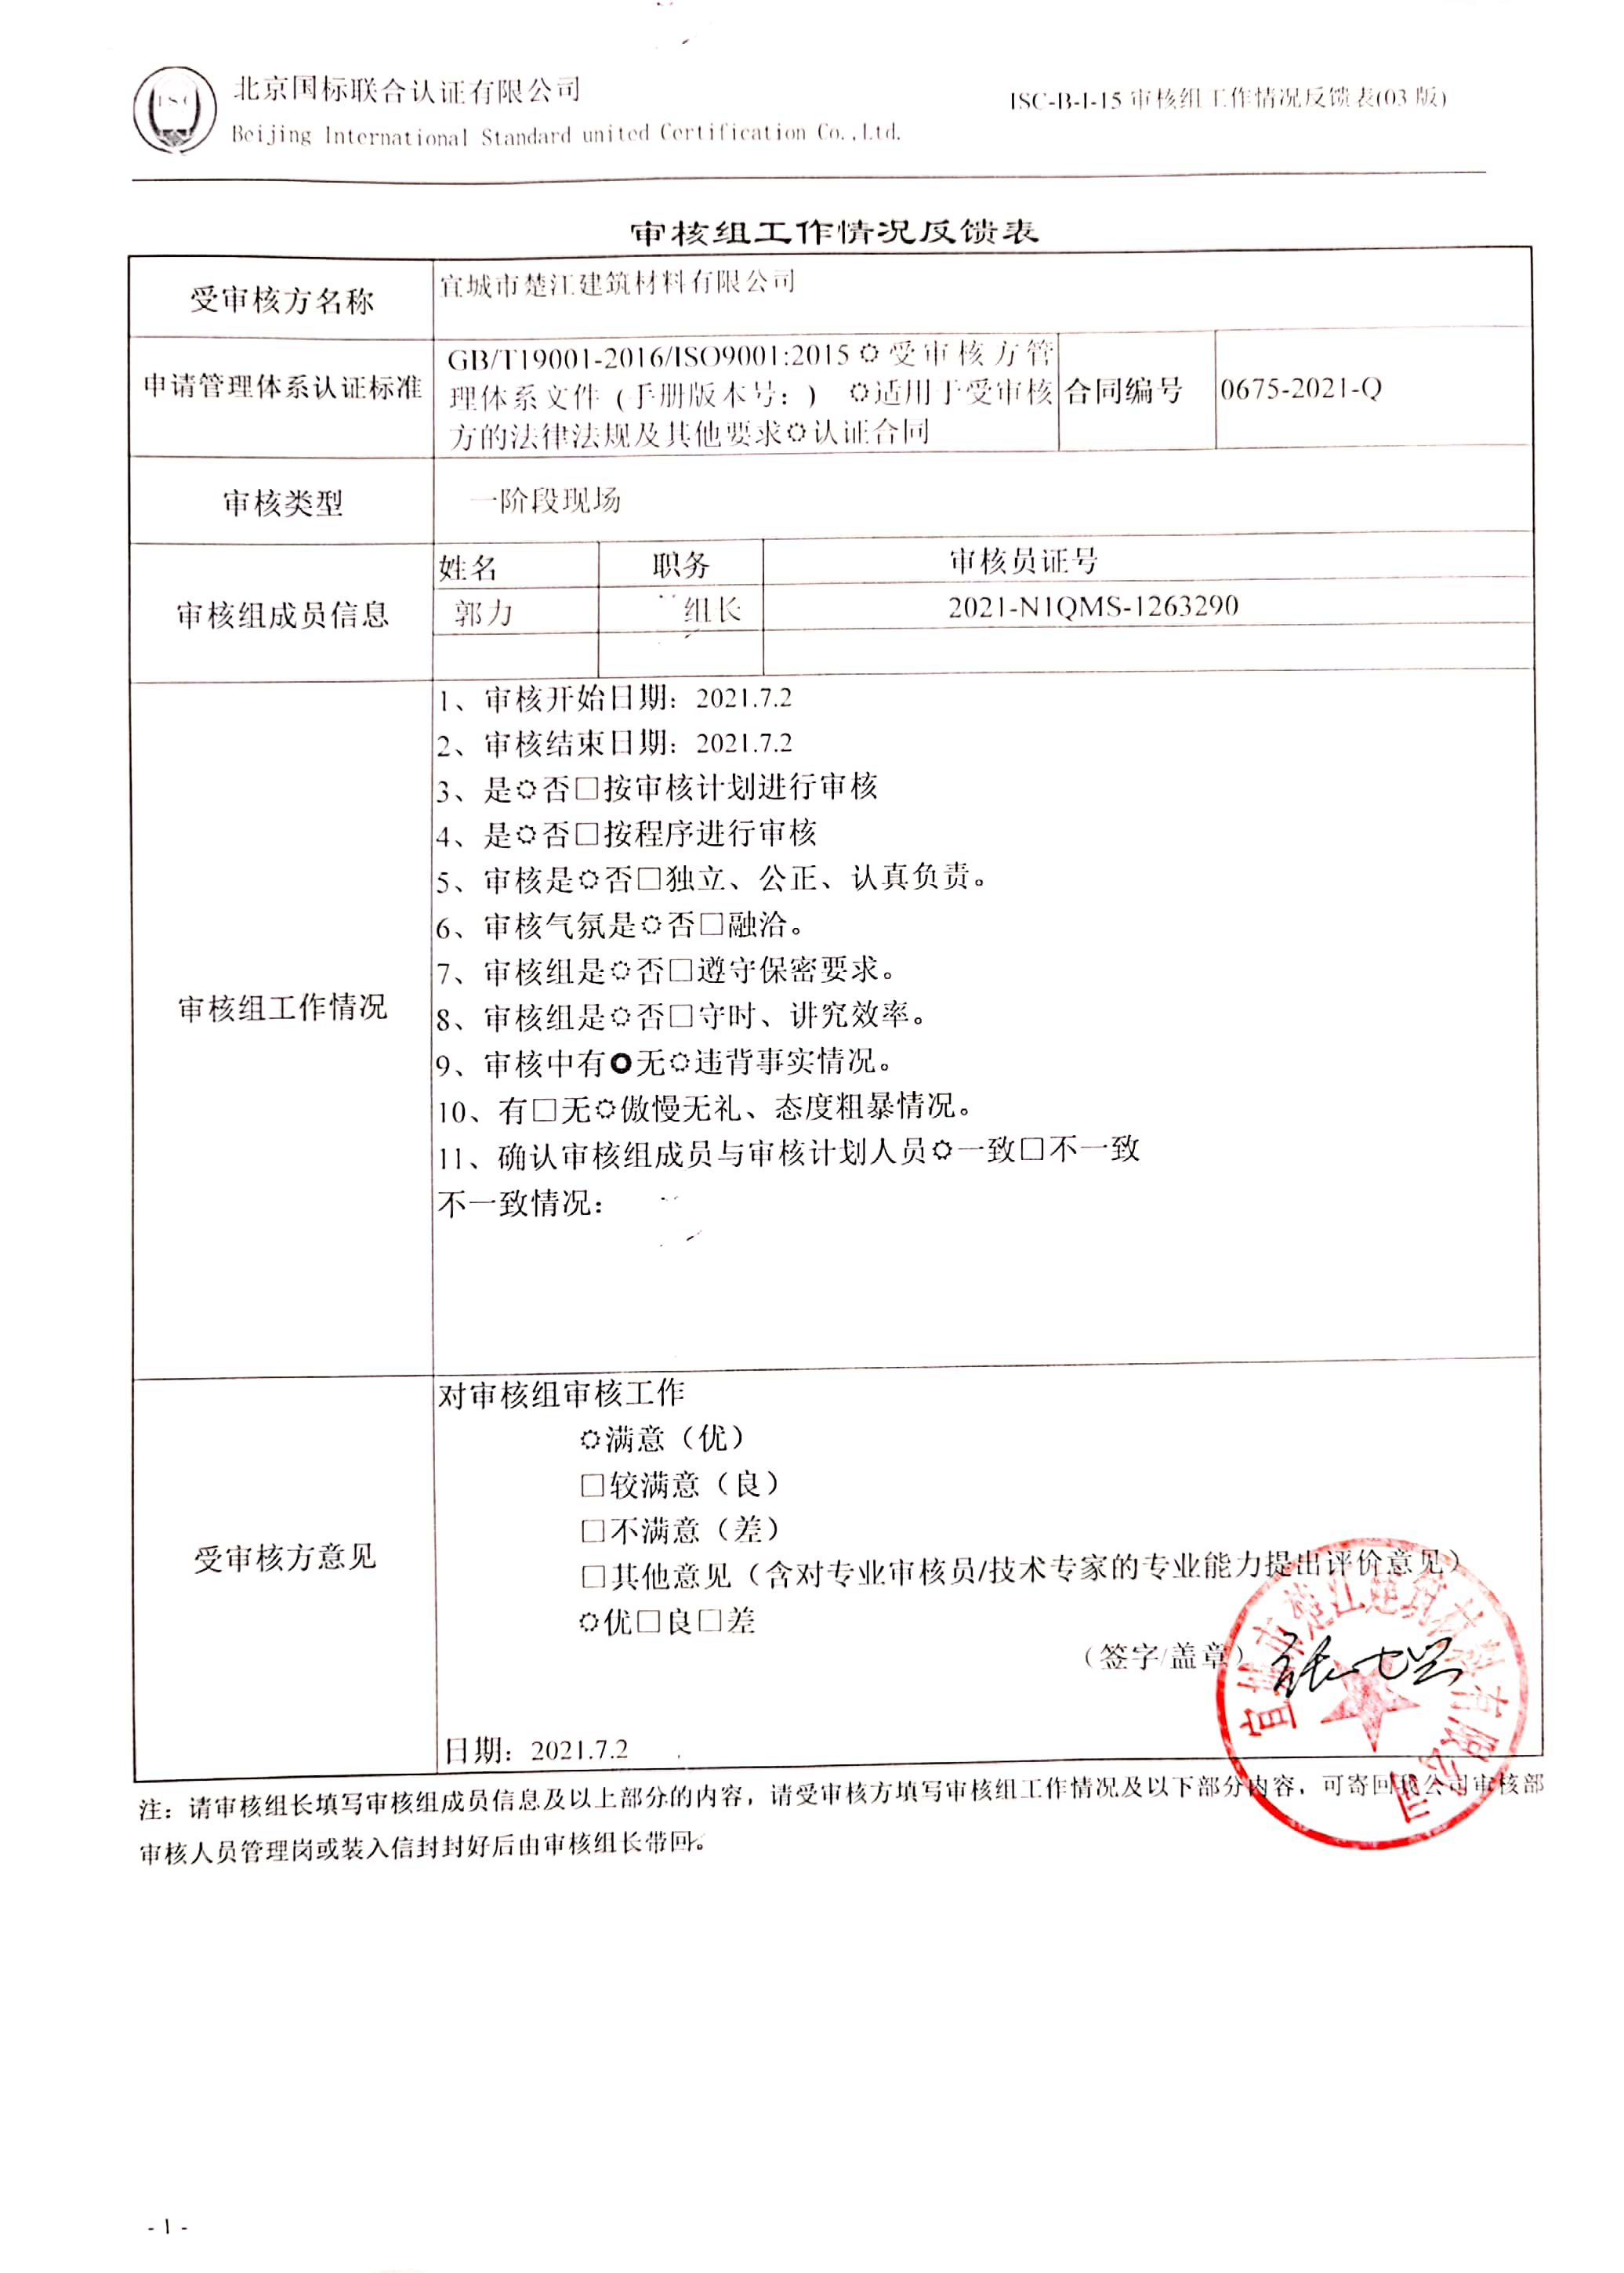 ISC
北京国标联合认证有限公司
ISC-B-I-15 审核组工作情况反馈表(03 版)
Beijing International Standard united Certification Co.,Ltd.
审核组工作情况反馈表
受审核方名称
宜城市楚江建筑材料有限公司
申请管理体系认证标准
GB/T19001-2016/ISO9001:2015☼受审核方管
理体系文件（手册版本号：） ☼适用于受审核
方的法律法规及其他要求☼认证合同
合同编号
0675-2021-Q
审核类型
一阶段现场
审核组成员信息
姓名 职务 审核员证号
郭力 组长 2021-N1QMS-1263290
审核组工作情况
1、审核开始日期：2021.7.2
2、审核结束日期：2021.7.2
3、是☼否□按审核计划进行审核
4、是☼否□按程序进行审核
5、审核是☼否□独立、公正、认真负责。
6、审核气氛是☼否□融洽。
7、审核组是☼否□遵守保密要求。
8、审核组是☼否□守时、讲究效率。
9、审核中有○无☼违背事实情况。
10、有□无☼傲慢无礼、态度粗暴情况。
11、确认审核组成员与审核计划人员☼一致□不一致
不一致情况：
受审核方意见
对审核组审核工作
☼满意（优）
□较满意（良）
□不满意（差）
□其他意见（含对专业审核员/技术专家的专业能力提出评价意见）
☼优□良□差
（签字/盖章）
宜城市楚江建筑材料有限公司
日期：2021.7.2
注：请审核组长填写审核组成员信息及以上部分的内容，请受审核方填写审核组工作情况及以下部分内容，可寄回我公司审核部
审核人员管理岗或装入信封封好后由审核组长带回。
- 1 -